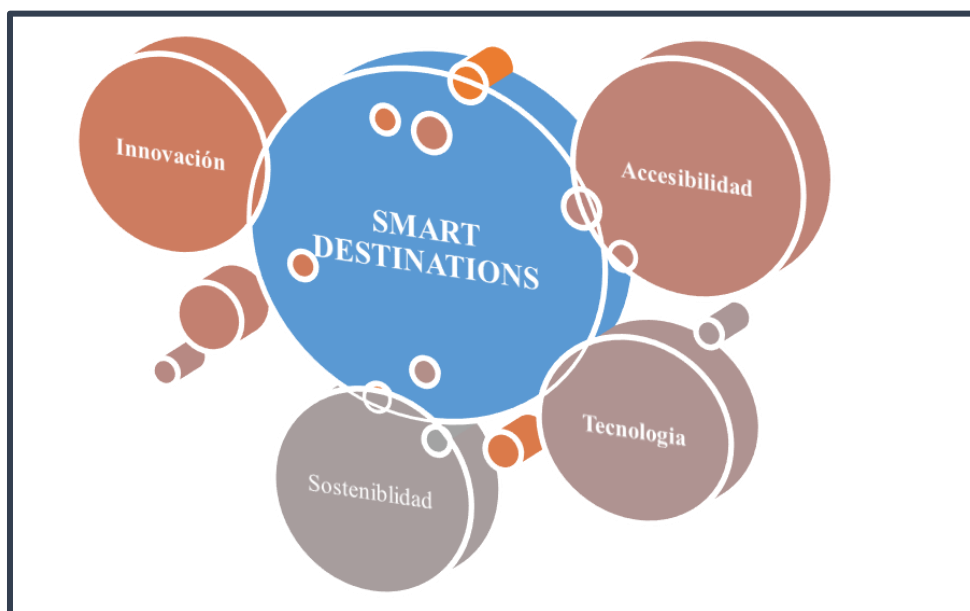 Innovación
Accesibilidad
SMART
DESTINATIONS
Tecnologia
Sosteniblidad